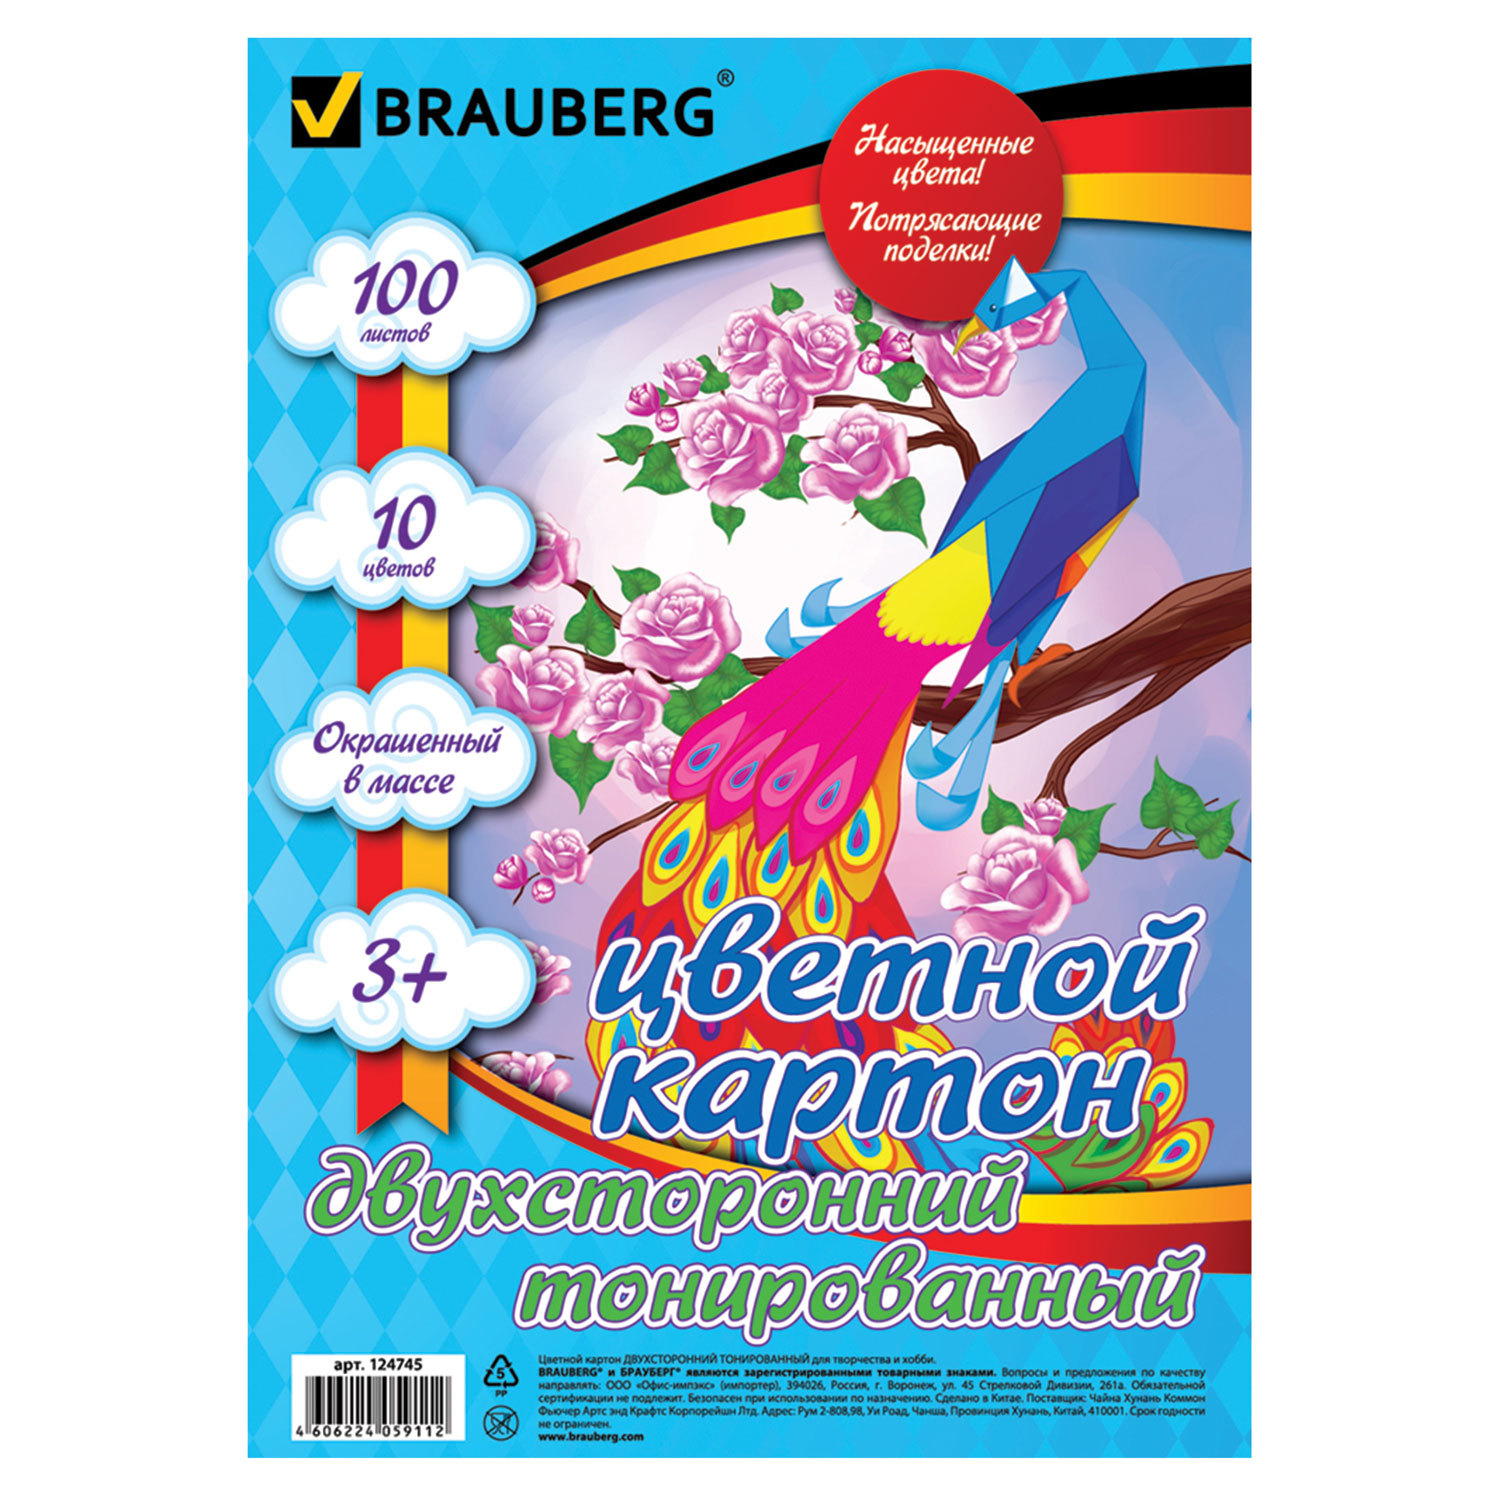 BRAUBERG®
Насыщенные
цвета!
Потрясающие
поделки!
100
листов
10
цветов
Окрашенный
в массе
3+
цветной
картон
двухсторонний
тонированный
арт. 124745
4 606224 059112
5
PP
Цветной картон ДВУХСТОРОННИЙ ТОНИРОВАННЫЙ для творчества и хобби.
BRAUBERG® и БРАУБЕРГ® являются зарегистрированными товарными знаками. Вопросы и предложения по качеству
направлять: ООО «Офис-импэкс» (импортер), 394026, Россия, г. Воронеж, ул. 45 Стрелковой Дивизии, 261а. Обязательной
сертификации не подлежит. Безопасен при использовании по назначению. Сделано в Китае. Поставщик: Чайна Хунань Коммон
Фьючер Артс энд Крафтс Корпорейшн Лтд. Адрес: Рум 2-808,98, Уи Роад, Чанша, Провинция Хунань, Китай, 410001. Срок годности
не ограничен.
www.brauberg.com